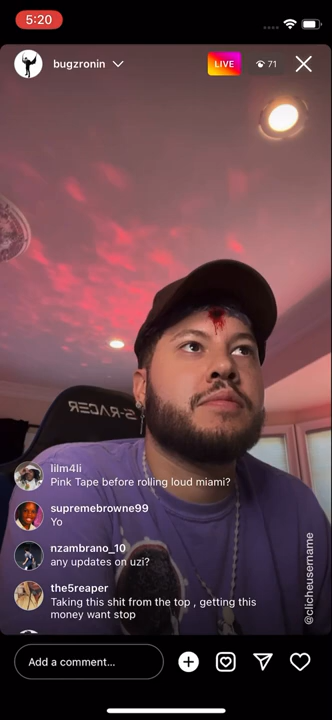 5:20
bugzronin
LIVE
71
S-RACER
lilm4li
Pink Tape before rolling loud miami?
supremebrowne99
Yo
nzambrano_10
any updates on uzi?
the5reaper
Taking this shit from the top , getting this
money want stop
@clicheusername
Add a comment...